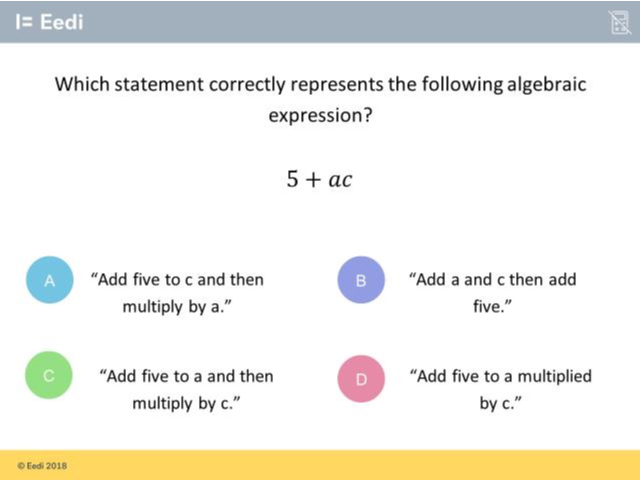 I= Eedi
Which statement correctly represents the following algebraic
expression?
5 + ac
A
“Add five to c and then
multiply by a.”
B
“Add a and c then add
five.”
C
“Add five to a and then
multiply by c.”
D
“Add five to a multiplied
by c.”
© Eedi 2018